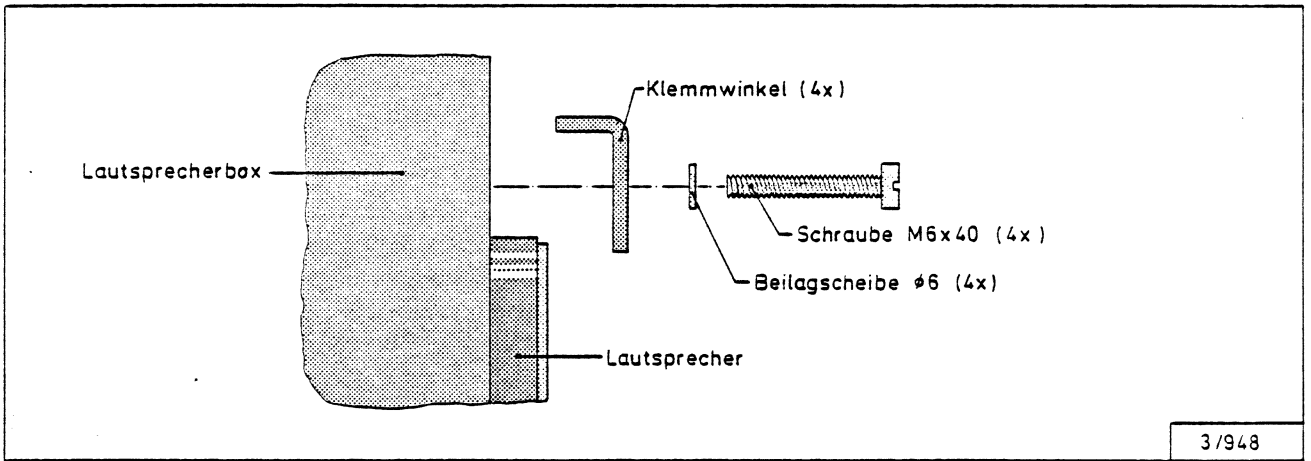 Klemmwinkel (4x)
Lautsprecherbox
Schraube M6x40 (4x)
Beilagscheibe ø6 (4x)
Lautsprecher
3/948